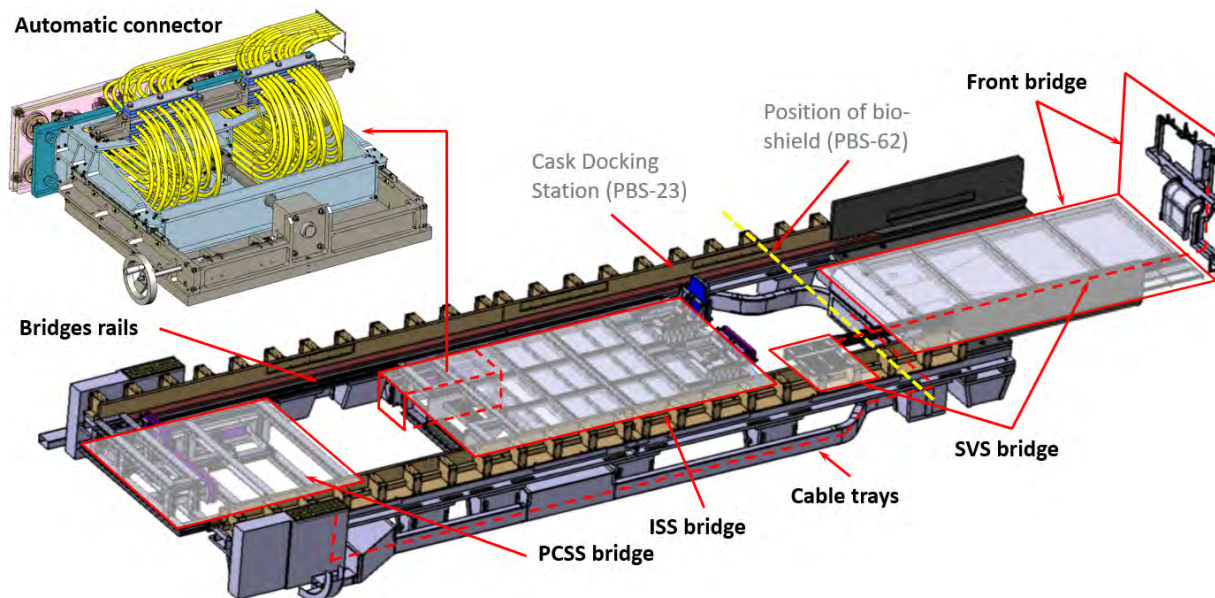 Automatic connector
Front bridge
Position of bio-
shield (PBS-62)
Cask Docking
Station (PBS-23)
Bridges rails
SVS bridge
Cable trays
ISS bridge
PCSS bridge